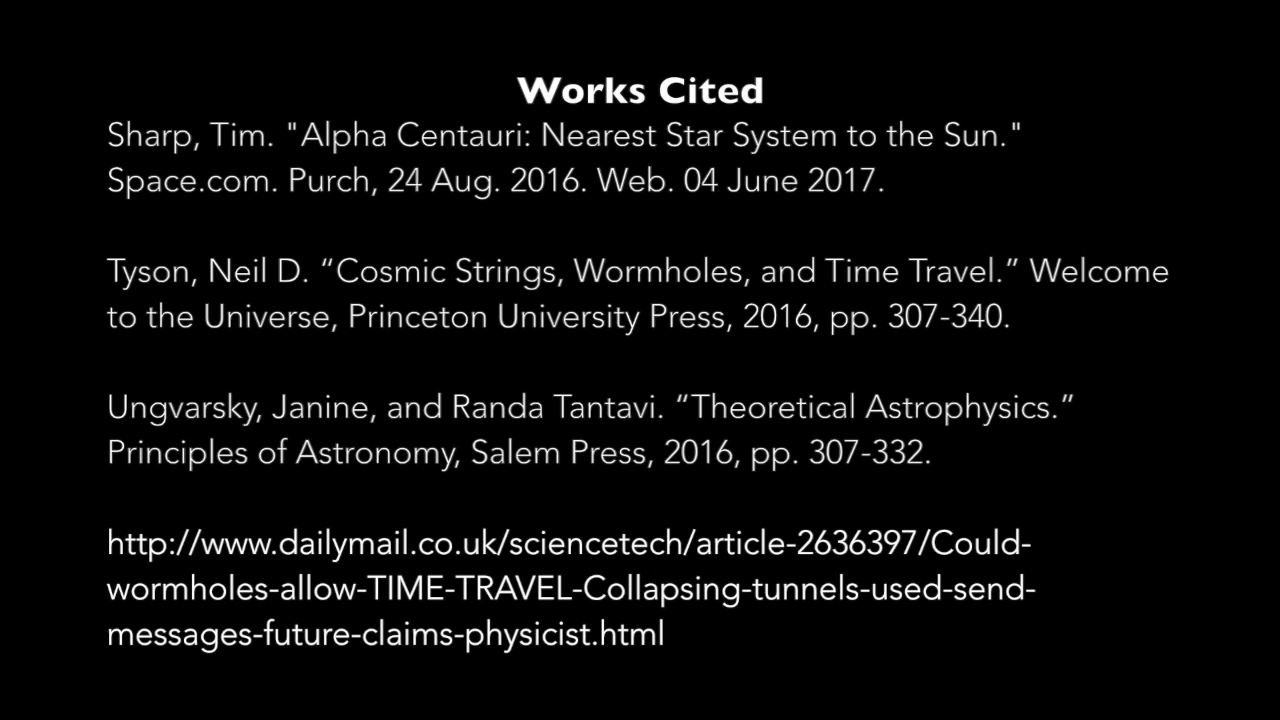 Works Cited
Sharp, Tim. "Alpha Centauri: Nearest Star System to the Sun."
Space.com. Purch, 24 Aug. 2016. Web. 04 June 2017.
Tyson, Neil D. “Cosmic Strings, Wormholes, and Time Travel.” Welcome
to the Universe, Princeton University Press, 2016, pp. 307-340.
Ungvarsky, Janine, and Randa Tantavi. “Theoretical Astrophysics.”
Principles of Astronomy, Salem Press, 2016, pp. 307-332.
http://www.dailymail.co.uk/sciencetech/article-2636397/Could-
wormholes-allow-TIME-TRAVEL-Collapsing-tunnels-used-send-
messages-future-claims-physicist.html